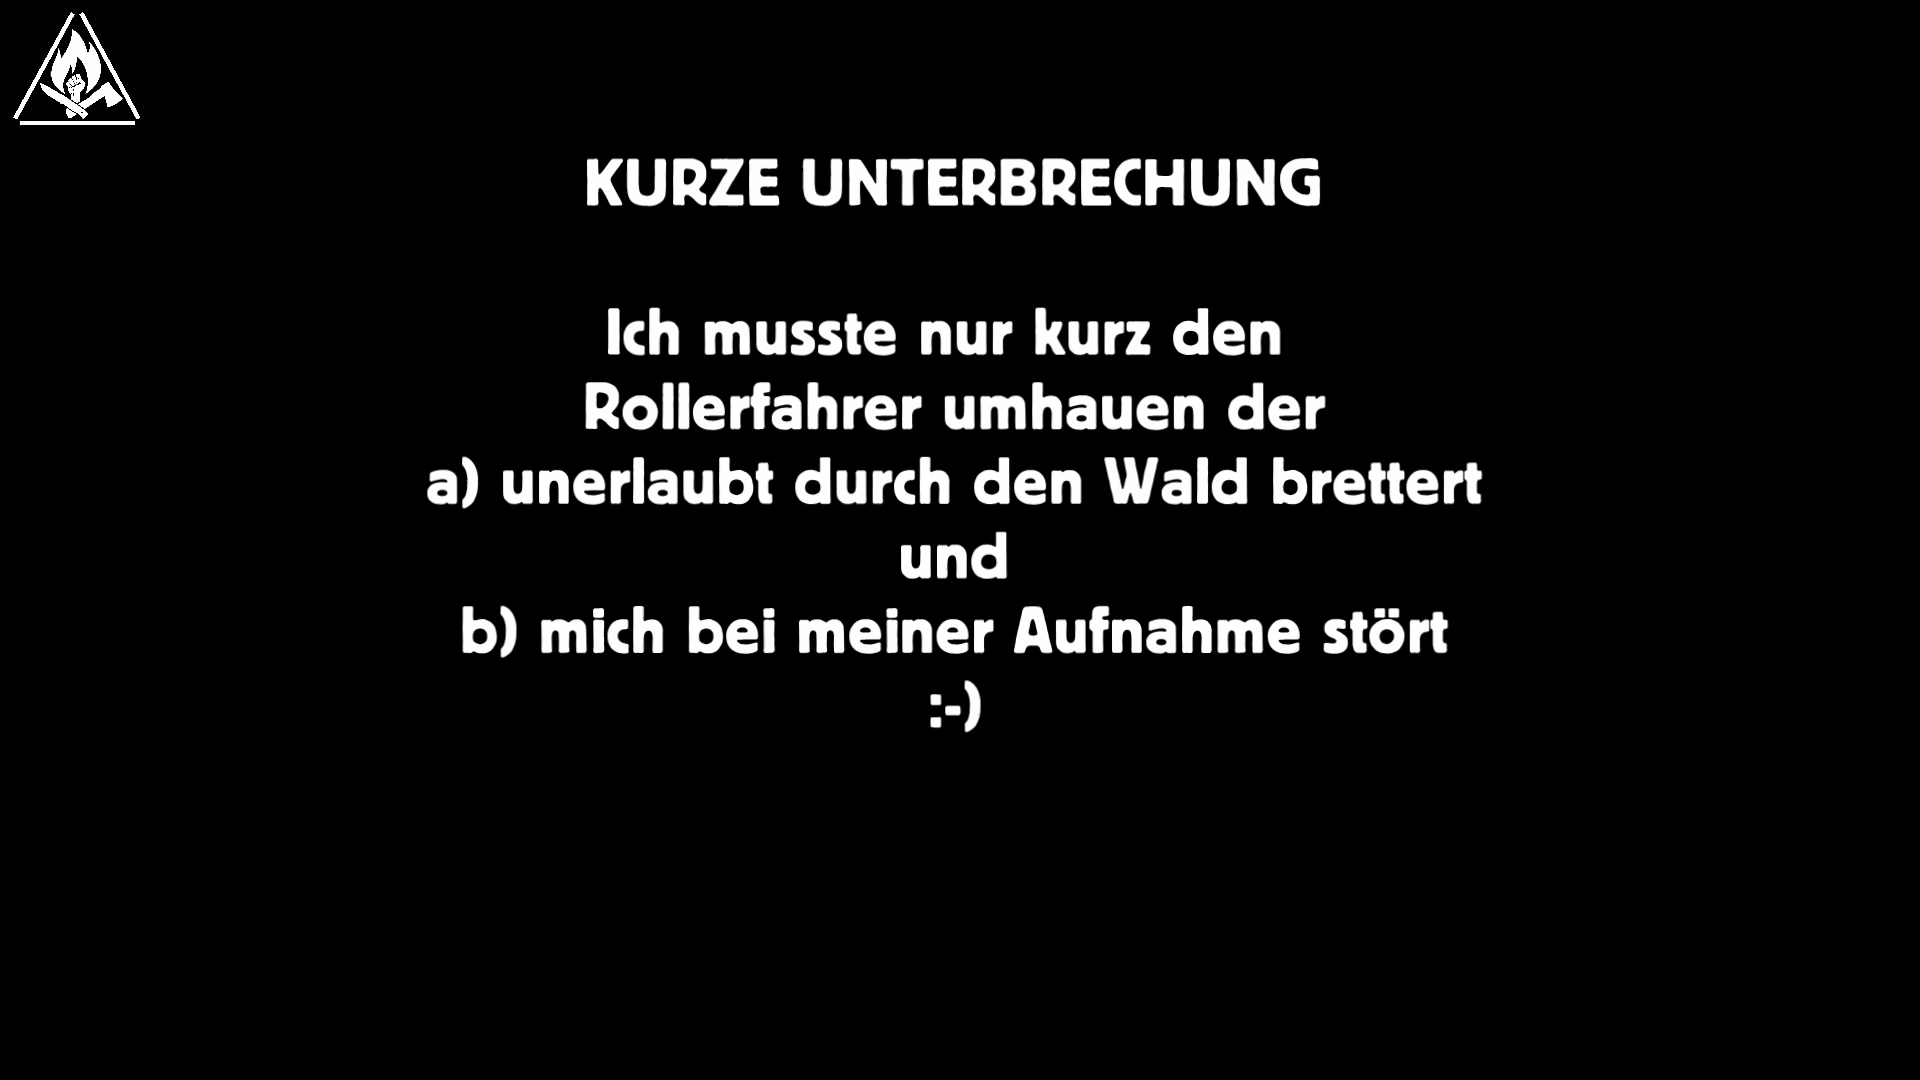 KURZE UNTERBRECHUNG
Ich musste nur kurz den
Rollerfahrer umhauen der
a) unerlaubt durch den Wald brettert
und
b) mich bei meiner Aufnahme stört
:-)